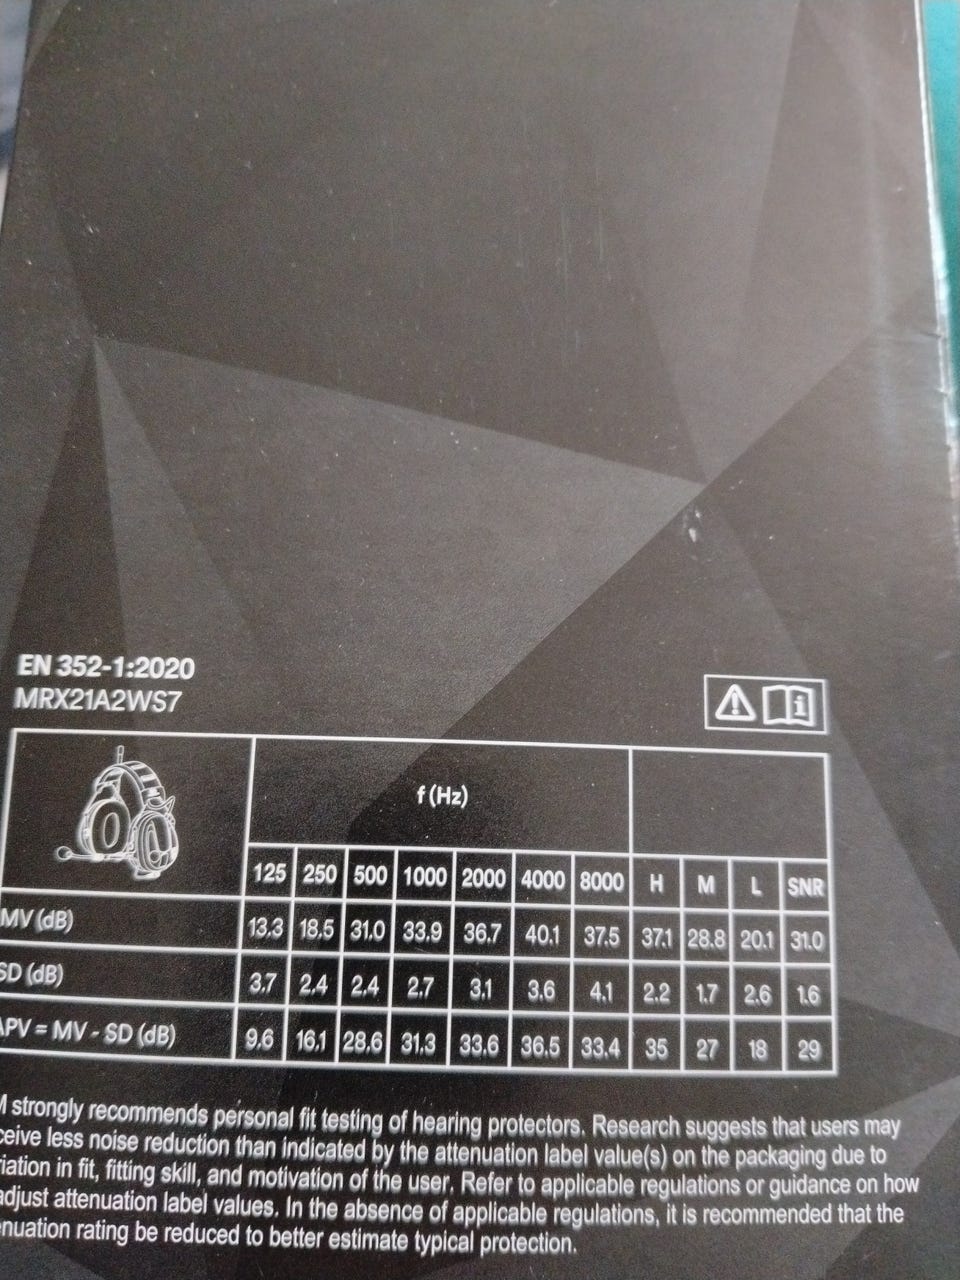 EN 352-1:2020
MRX21A2WS7
f (Hz)
125 250 500 1000 2000 4000 8000 H M L SNR
MV (dB) 13.3 18.5 31.0 33.9 36.7 40.1 37.5 37.1 28.8 20.1 31.0
SD (dB) 3.7 2.4 2.4 2.7 3.1 3.6 4.1 2.2 1.7 2.6 1.6
APV = MV - SD (dB) 9.6 16.1 28.6 31.3 33.6 36.5 33.4 35 27 18 29
strongly recommends personal fit testing of hearing protectors. Research suggests that users may
less noise reduction than indicated by the attenuation label value(s) on the packaging due to
in fit, fitting skill, and motivation of the user. Refer to applicable regulations or guidance on how
adjust attenuation label values. In the absence of applicable regulations, it is recommended that the
rating be reduced to better estimate typical protection.